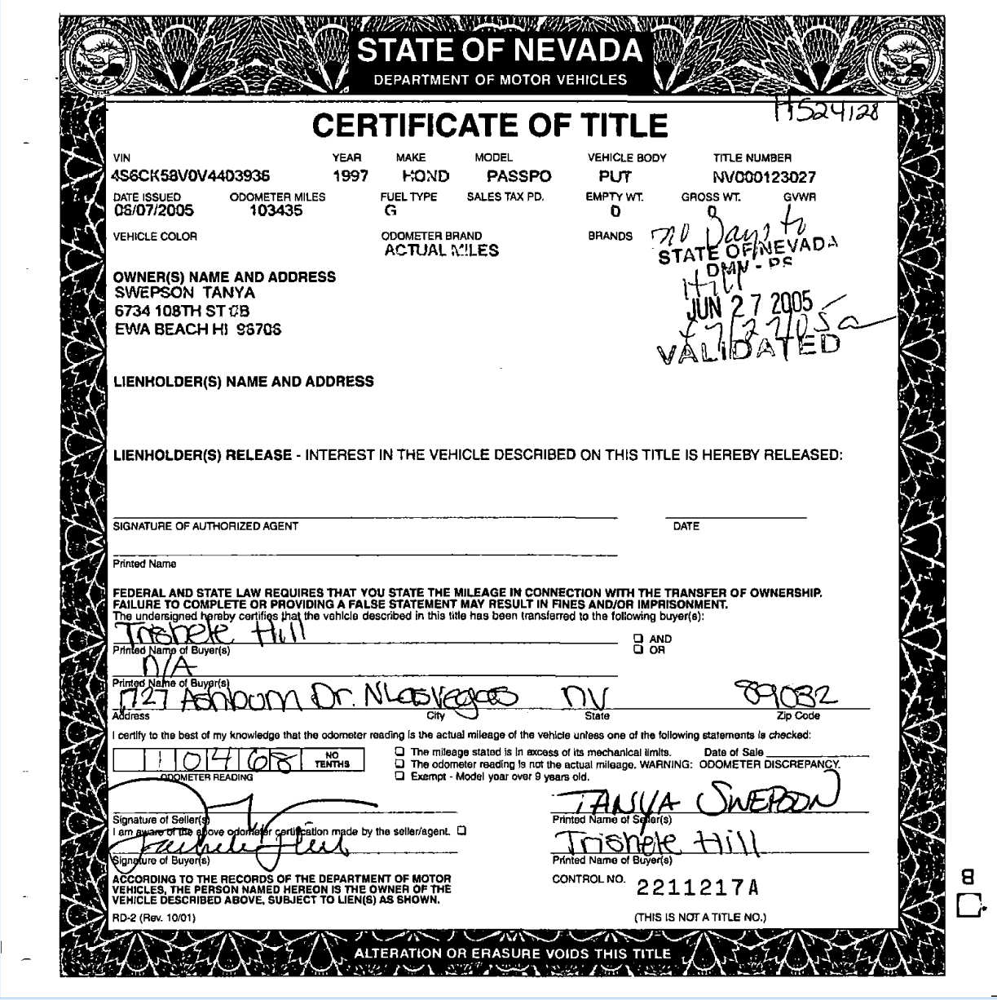 STATE OF NEVADA
DEPARTMENT OF MOTOR VEHICLES
H524128
CERTIFICATE OF TITLE
VIN YEAR MAKE MODEL VEHICLE BODY TITLE NUMBER
4S6CK58V0V4403936 1997 HOND PASSPO PUT NV000123027
DATE ISSUED ODOMETER MILES FUEL TYPE SALES TAX PD. EMPTY WT. GROSS WT. GVWR
06/07/2005 103435 G 0 0
VEHICLE COLOR ODOMETER BRAND BRANDS
ACTUAL MILES
no Days to
STATE OF NEVADA
DMV - PS
Hill
JUN 27 2005
7/27/05
VALIDATED
OWNER(S) NAME AND ADDRESS
SWEPSON TANYA
6734 108TH ST CB
EWA BEACH HI 96706
LIENHOLDER(S) NAME AND ADDRESS
LIENHOLDER(S) RELEASE - INTEREST IN THE VEHICLE DESCRIBED ON THIS TITLE IS HEREBY RELEASED:
SIGNATURE OF AUTHORIZED AGENT DATE
Printed Name
FEDERAL AND STATE LAW REQUIRES THAT YOU STATE THE MILEAGE IN CONNECTION WITH THE TRANSFER OF OWNERSHIP.
FAILURE TO COMPLETE OR PROVIDING A FALSE STATEMENT MAY RESULT IN FINES AND/OR IMPRISONMENT.
The undersigned hereby certifies that the vehicle described in this title has been transferred to the following buyer(s):
Trishele Hill
AND
Printed Name of Buyer(s) OR
N/A
Printed Name of Buyer(s)
1727 Ashburn Dr. N Las Vegas NV 89032
Address City State Zip Code
I certify to the best of my knowledge that the odometer reading is the actual mileage of the vehicle unless one of the following statements is checked:
110468 NO TENTHS
The mileage stated is in excess of its mechanical limits. Date of Sale
The odometer reading is not the actual mileage. WARNING: ODOMETER DISCREPANCY.
ODOMETER READING Exempt - Model year over 9 years old.
TANYA SWEPSON
Signature of Seller(s) Printed Name of Seller(s)
I am aware of the above odometer certification made by the seller/agent.
Trishele Hill Trishele Hill
Signature of Buyer(s) Printed Name of Buyer(s)
ACCORDING TO THE RECORDS OF THE DEPARTMENT OF MOTOR
VEHICLES, THE PERSON NAMED HEREON IS THE OWNER OF THE
VEHICLE DESCRIBED ABOVE, SUBJECT TO LIEN(S) AS SHOWN.
CONTROL NO. 2211217A
RD-2 (Rev. 10/01) (THIS IS NOT A TITLE NO.)
ALTERATION OR ERASURE VOIDS THIS TITLE
8